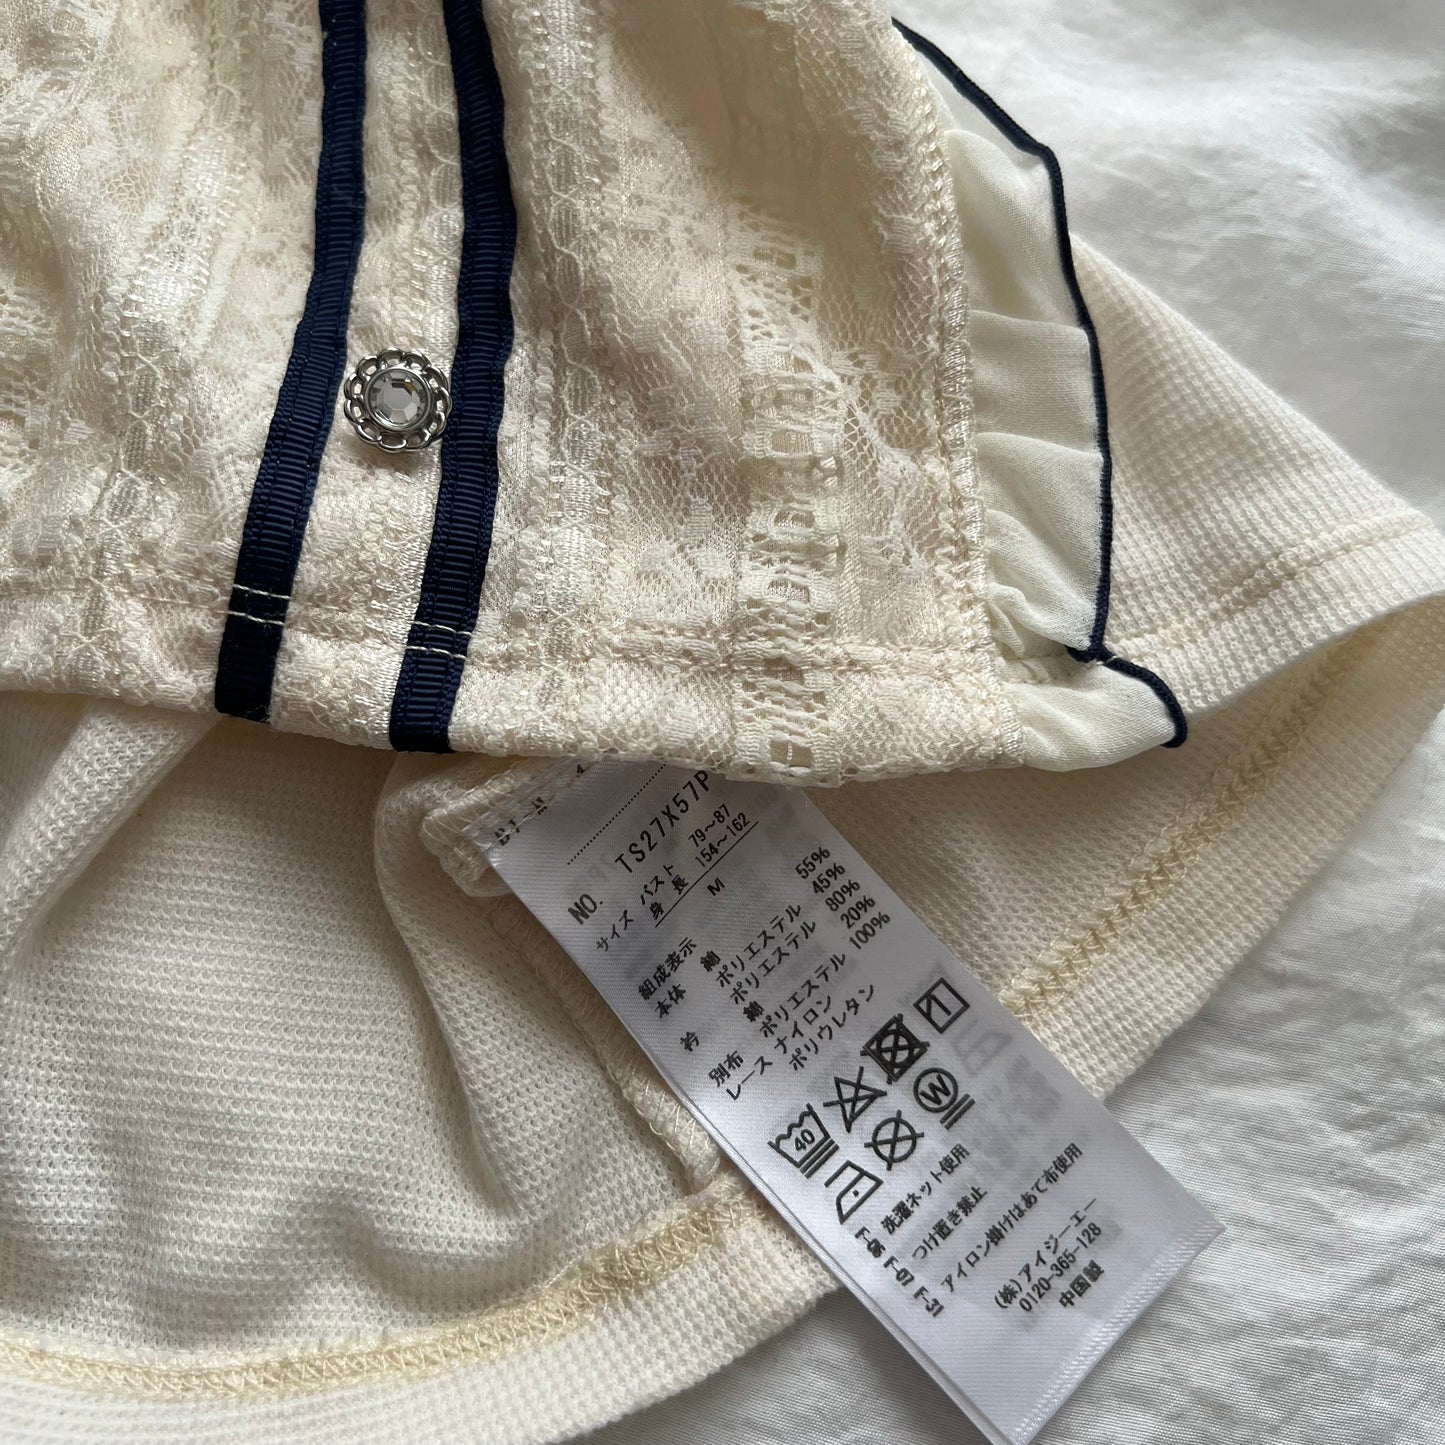 NO. TS27X57P
サイズ バスト 79～87
身長 154～162
M
組成表示
本体 綿 55%
ポリエステル 45%
衿 ポリエステル 80%
綿 20%
別布 ポリエステル 100%
レース ナイロン
ポリウレタン
40
W
F-06 洗濯ネット使用
F-07 つけ置き禁止
F-31 アイロン掛けはあて布使用
(株)アイジーエー
0120-365-128
中国製